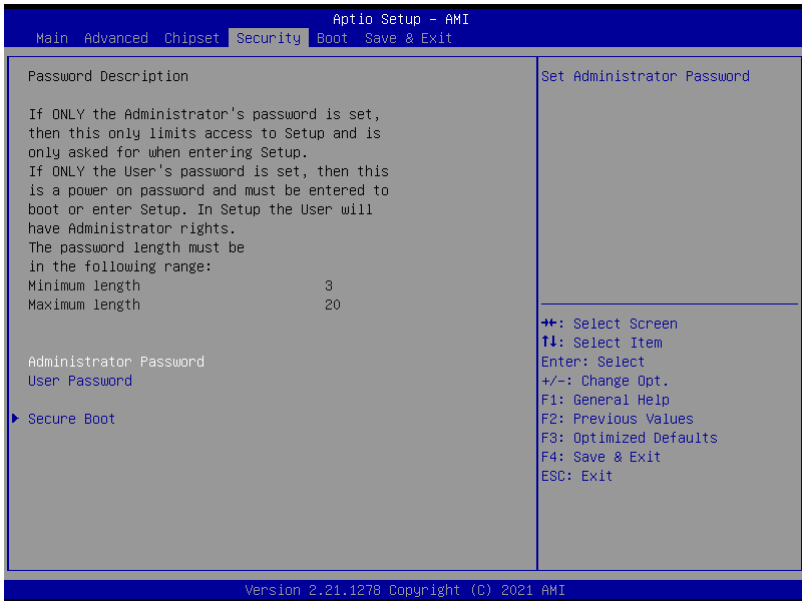 Aptio Setup – AMI
Main Advanced Chipset Security Boot Save & Exit
Password Description
If ONLY the Administrator's password is set,
then this only limits access to Setup and is
only asked for when entering Setup.
If ONLY the User's password is set, then this
is a power on password and must be entered to
boot or enter Setup. In Setup the User will
have Administrator rights.
The password length must be
in the following range:
Minimum length 3
Maximum length 20
Administrator Password
User Password
Secure Boot
Set Administrator Password
→←: Select Screen
↑↓: Select Item
Enter: Select
+/-: Change Opt.
F1: General Help
F2: Previous Values
F3: Optimized Defaults
F4: Save & Exit
ESC: Exit
Version 2.21.1278 Copyright (C) 2021 AMI